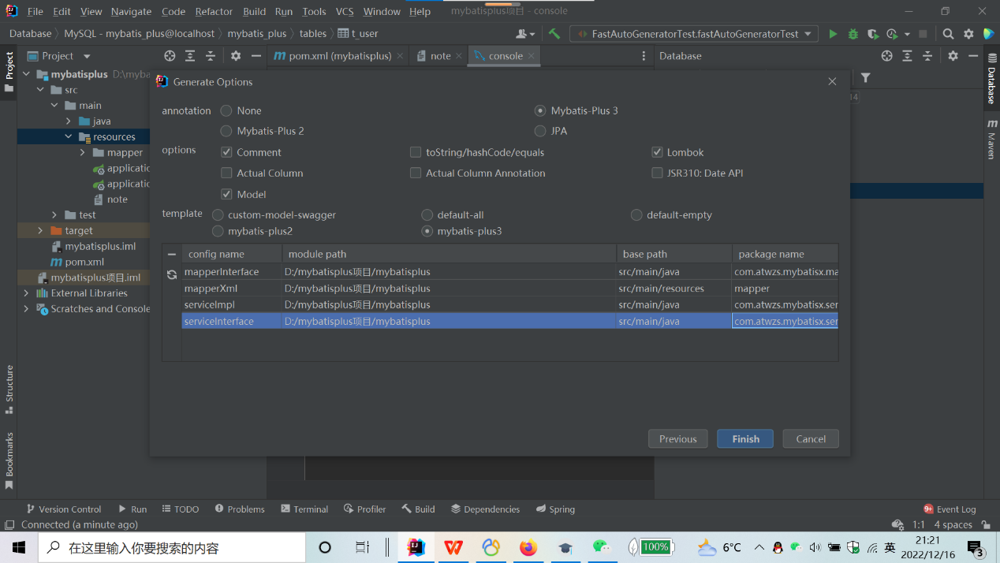 File Edit View Navigate Code Refactor Build Run Tools VCS Window Help mybatisplus项目 - console
Database MySQL - mybatis_plus@localhost mybatis_plus tables t_user FastAutoGeneratorTest.fastAutoGeneratorTest
Project pom.xml (mybatisplus) note console Database
Project
Database
Maven
Structure
Bookmarks
mybatisplus D:\myba
src
main
java
resources
mapper
applicatio
applicatio
note
test
target
mybatisplus.iml
pom.xml
mybatisplus项目.iml
External Libraries
Scratches and Console
14
Generate Options
annotation None Mybatis-Plus 3
Mybatis-Plus 2 JPA
options Comment toString/hashCode/equals Lombok
Actual Column Actual Column Annotation JSR310: Date API
Model
template custom-model-swagger default-all default-empty
mybatis-plus2 mybatis-plus3
config name module path base path package name
mapperInterface D:/mybatisplus项目/mybatisplus src/main/java com.atwzs.mybatisx.ma
mapperXml D:/mybatisplus项目/mybatisplus src/main/resources mapper
serviceImpl D:/mybatisplus项目/mybatisplus src/main/java com.atwzs.mybatisx.ser
serviceInterface D:/mybatisplus项目/mybatisplus src/main/java com.atwzs.mybatisx.ser
Previous Finish Cancel
Version Control Run TODO Problems Terminal Profiler Build Dependencies Spring 9+ Event Log
Connected (a minute ago) 1:1 4 spaces
在这里输入你要搜索的内容 100% 6°C 英 21:21
2022/12/16 3